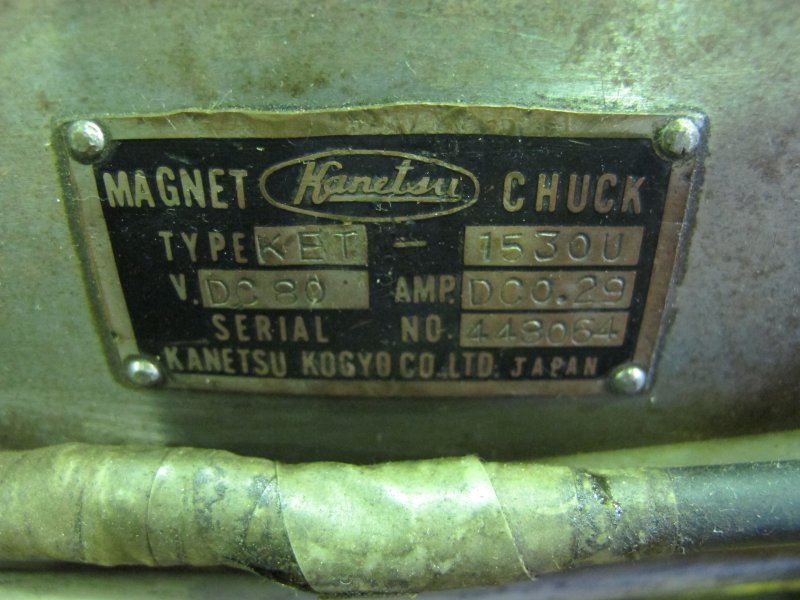 MAGNET Kanetsu CHUCK
TYPE KET - 1530U
V. DC 80 AMP. DC0.29
SERIAL NO. 448064
KANETSU KOGYO CO. LTD. JAPAN